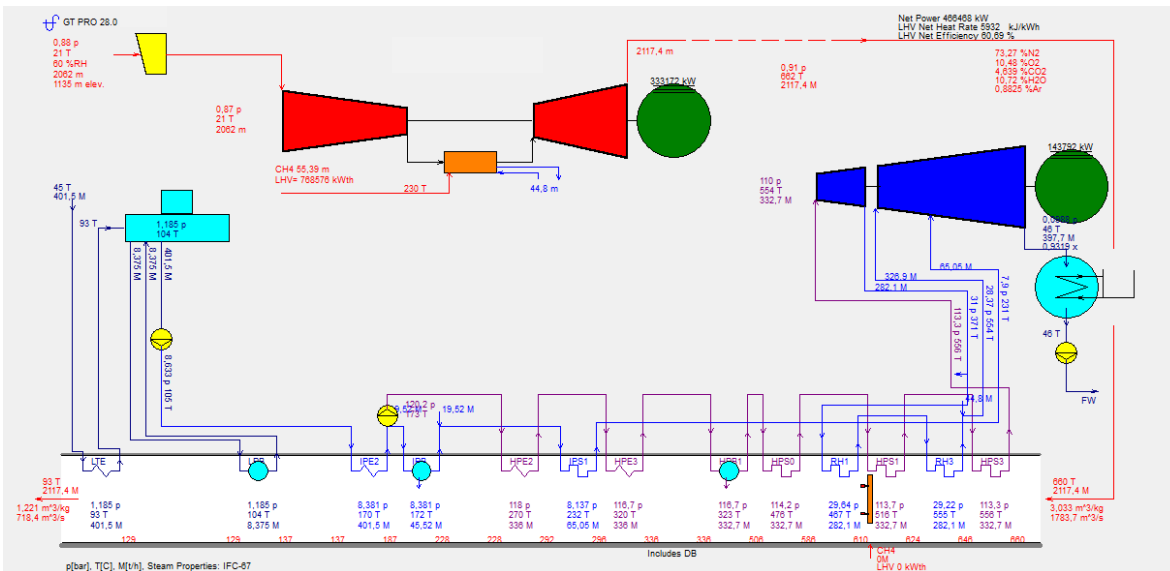 GT PRO 28.0
Net Power 466468 kW
LHV Net Heat Rate 5932 kJ/kWh
LHV Net Efficiency 60,69 %
0,88 p
21 T
60 %RH
2062 m
1135 m elev.
2117,4 m
0,91 p
662 T
2117,4 M
73,27 %N2
10,48 %O2
4,639 %CO2
10,72 %H2O
0,8825 %Ar
333172 kW
0,87 p
21 T
2062 m
CH4 55,39 m
LHV= 768576 kWth
230 T
44,8 m
143792 kW
110 p
554 T
332,7 M
45 T
401,5 M
93 T
1,185 p
104 T
8,375 M
8,375 M
401,5 M
46 T
397,7 M
0,9319 x
65,05 M
326,9 M
282,1 M
7,9 p 231 T
28,37 p 554 T
31 p 371 T
113,3 p 556 T
46 T
FW
8,633 p 105 T
120,2 p
173 T
19,52 M
44,8 M
LTE
IPE2
HPE2
IPS1
HPE3
HPB1
HPS0
RH1
HPS1
RH3
HPS3
93 T
2117,4 M
1,221 m^3/kg
718,4 m^3/s
1,185 p
93 T
401,5 M
1,185 p
104 T
8,375 M
8,381 p
170 T
401,5 M
8,381 p
172 T
45,52 M
118 p
270 T
336 M
8,137 p
232 T
65,05 M
116,7 p
320 T
336 M
116,7 p
323 T
332,7 M
114,2 p
476 T
332,7 M
29,64 p
467 T
282,1 M
113,7 p
516 T
332,7 M
29,22 p
555 T
282,1 M
113,3 p
556 T
332,7 M
660 T
2117,4 M
3,033 m^3/kg
1783,7 m^3/s
129 129 137 137 187 228 228 292 296 336 506 588 610 624 646 660
Includes DB
CH4
0M
LHV 0 kWth
p[bar], T[C], M[t/h], Steam Properties: IFC-67